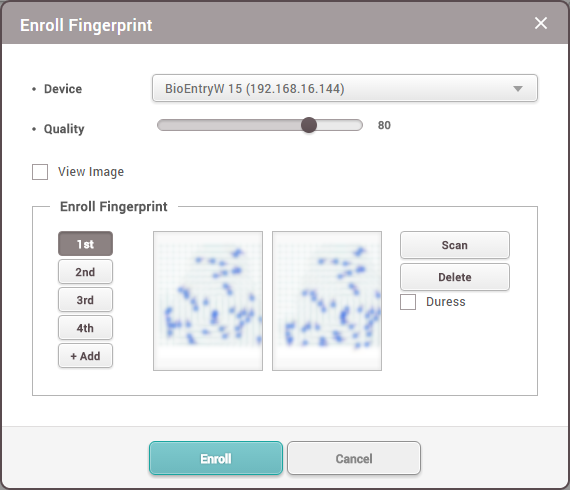 Enroll Fingerprint
• Device
BioEntryW 15 (192.168.16.144)
• Quality
80
View Image
Enroll Fingerprint
1st
2nd
3rd
4th
+ Add
Scan
Delete
Duress
Enroll
Cancel